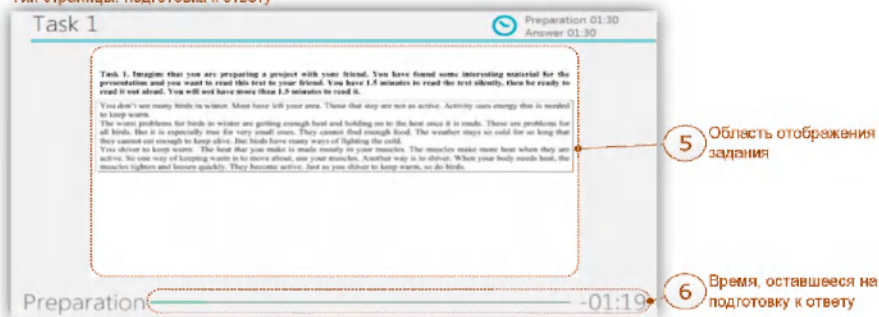 Тип страницы: подготовка к ответу
Task 1
Preparation 01:30
Answer 01:30
Task 1. Imagine that you are preparing a project with your friend. You have found some interesting material for the
presentation and you want to read this text to your friend. You have 1.5 minutes to read the text silently, then be ready to
read it out aloud. You will not have more than 1.5 minutes to read it.
You don't see many birds in winter. Most have left your area. Those that stay are not as active. Activity uses energy that is needed
to keep warm.
The worst problems for birds in winter are getting enough heat and holding on to the heat once it is made. These are problems for
all birds. But it is especially true for very small ones. They cannot find enough food. The weather stays so cold for so long that
they cannot eat enough to keep alive. But birds have many ways of fighting the cold.
You shiver to keep warm. The heat that you make is made mostly in your muscles. The muscles make more heat when they are
active. So one way of keeping warm is to move about, use your muscles. Another way is to shiver. When your body needs heat, the
muscles tighten and loosen quickly. They become active. Just as you shiver to keep warm, so do birds.
5 Область отображения
задания
Preparation -01:19
6 Время, оставшееся на
подготовку к ответу